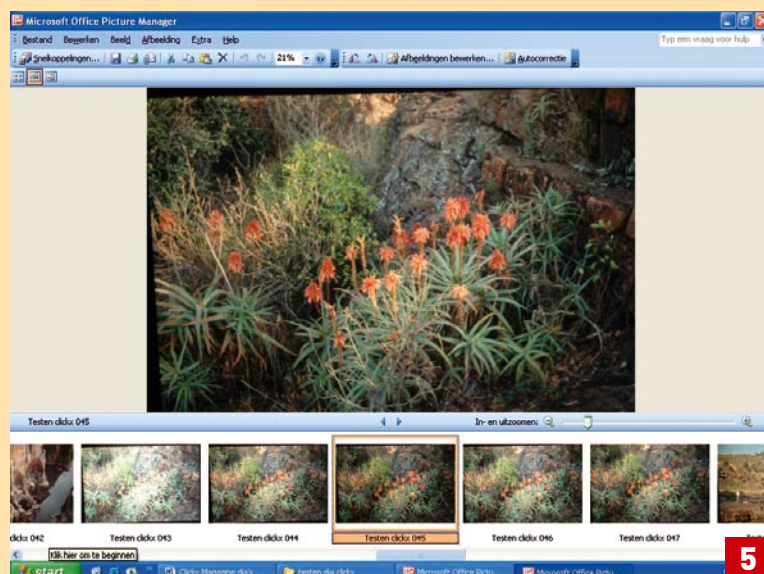 Microsoft Office Picture Manager
Bestand Bewerken Beeld Afbeelding Extra Help
Typ een vraag voor hulp
Snelkoppelingen...
21%
Afbeeldingen bewerken...
Autocorrectie
Testen clickx 045
In- en uitzoomen:
clickx 042
Testen clickx 043
Testen clickx 044
Testen clickx 045
Testen clickx 046
Testen clickx 047
Klik hier om te beginnen
start
Clickx Magazine dia's
testen dia clickx
Microsoft Office Pictu...
Microsoft Office Pictu...
5